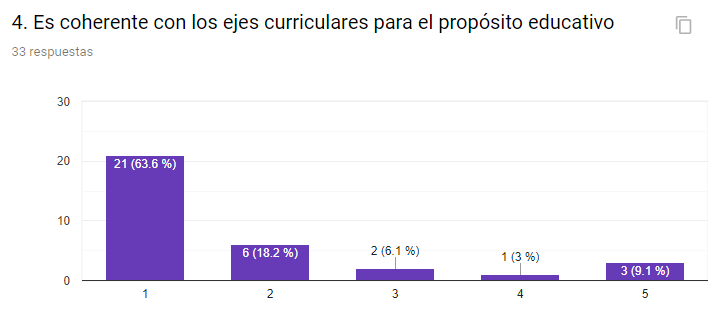 4. Es coherente con los ejes curriculares para el propósito educativo
33 respuestas
30
20
10
0
21 (63.6 %)
6 (18.2 %)
2 (6.1 %)
1 (3 %)
3 (9.1 %)
1 2 3 4 5